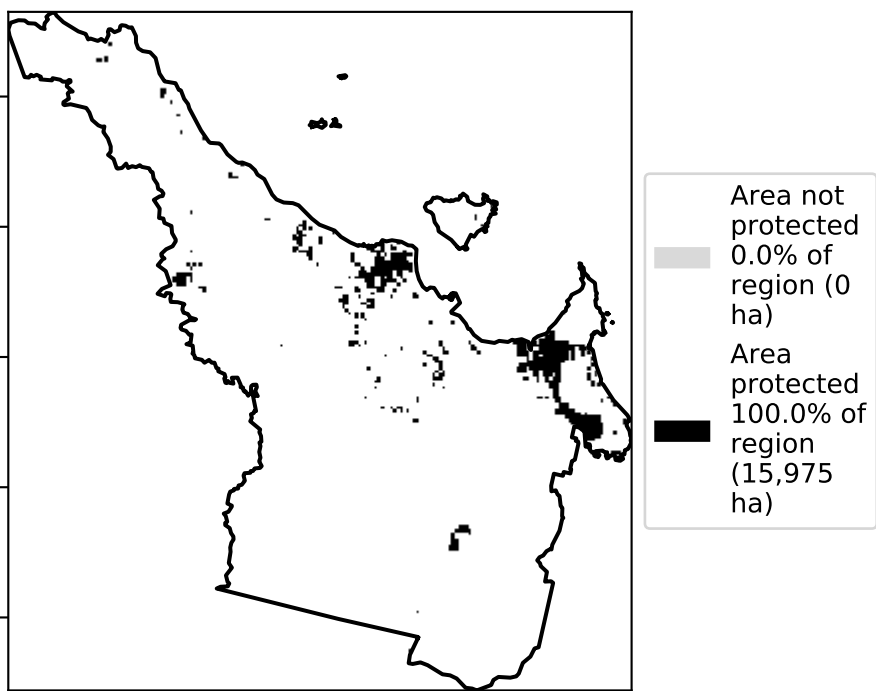 Area not
protected
0.0% of
region (0
ha)
Area
protected
100.0% of
region
(15,975
ha)